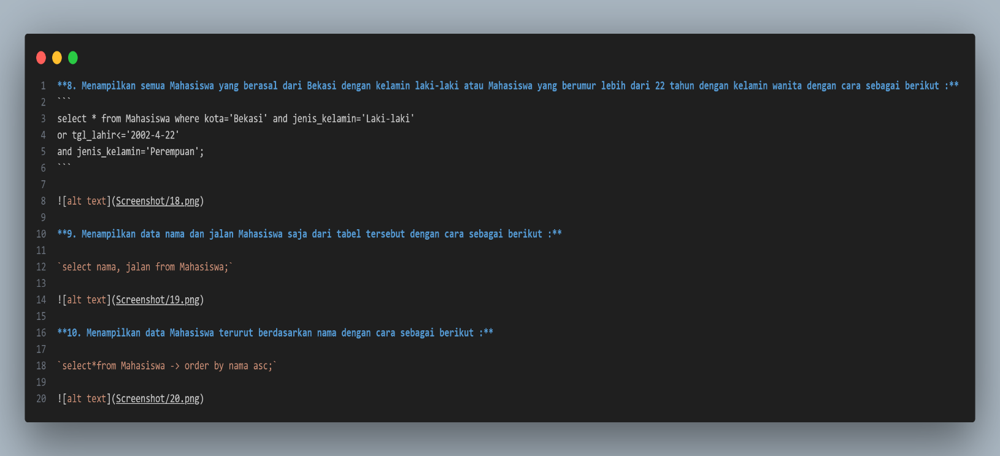 1 **8. Menampilkan semua Mahasiswa yang berasal dari Bekasi dengan kelamin laki-laki atau Mahasiswa yang berumur lebih dari 22 tahun dengan kelamin wanita dengan cara sebagai berikut :**
2 ```
3 select * from Mahasiswa where kota='Bekasi' and jenis_kelamin='Laki-laki'
4 or tgl_lahir<='2002-4-22'
5 and jenis_kelamin='Perempuan';
6 ```
7
8 ![alt text](Screenshot/18.png)
9
10 **9. Menampilkan data nama dan jalan Mahasiswa saja dari tabel tersebut dengan cara sebagai berikut :**
11
12 `select nama, jalan from Mahasiswa;`
13
14 ![alt text](Screenshot/19.png)
15
16 **10. Menampilkan data Mahasiswa terurut berdasarkan nama dengan cara sebagai berikut :**
17
18 `select*from Mahasiswa -> order by nama asc;`
19
20 ![alt text](Screenshot/20.png)